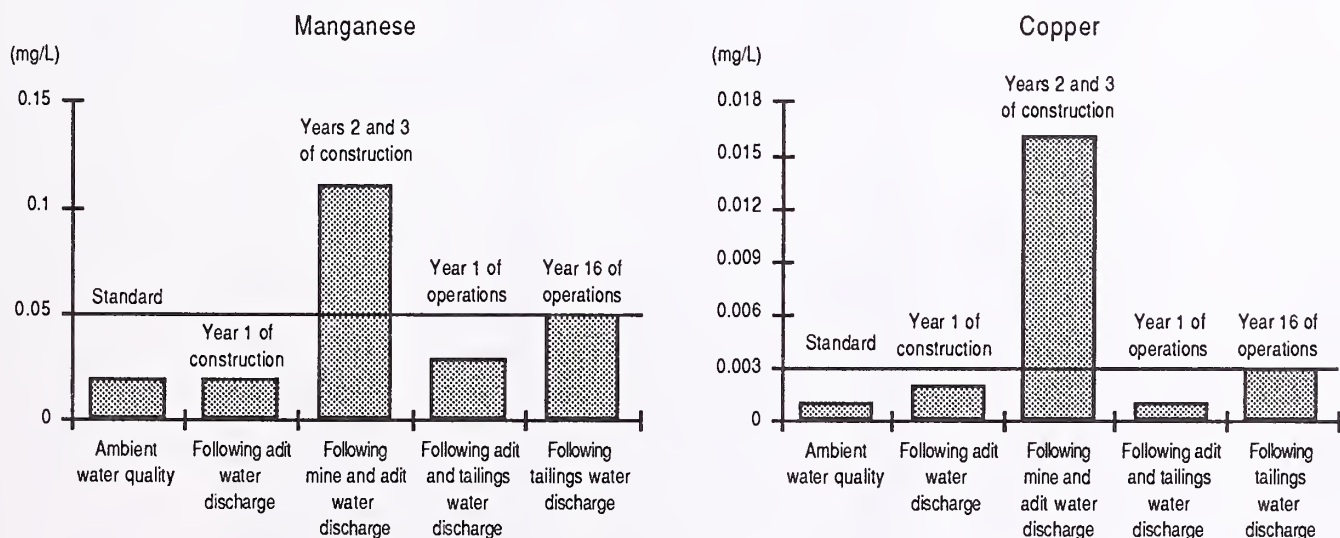 Manganese
(mg/L)
0.15
0.1
0.05
0
Years 2 and 3
of construction
Standard
Year 1 of
construction
Year 1 of
operations
Year 16 of
operations
Ambient
water quality
Following adit
water
discharge
Following
mine and adit
water
discharge
Following adit
and tailings
water
discharge
Following
tailings water
discharge
Copper
(mg/L)
0.018
0.015
0.012
0.009
0.006
0.003
0
Years 2 and 3
of construction
Standard
Year 1 of
construction
Year 1 of
operations
Year 16 of
operations
Ambient
water quality
Following adit
water
discharge
Following
mine and
adit water
discharge
Following adit
and tailings
water
discharge
Following
tailings
water
discharge